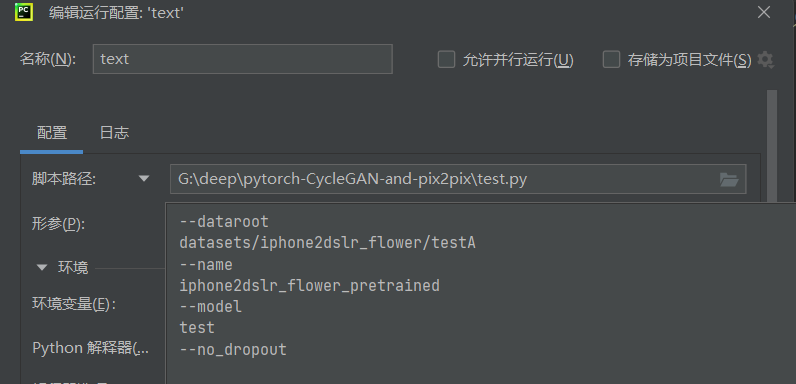 PC
编辑运行配置: 'text'
名称(N):
text
允许并行运行(U)
存储为项目文件(S)
配置
日志
脚本路径:
G:\deep\pytorch-CycleGAN-and-pix2pix\test.py
形参(P):
--dataroot
datasets/iphone2dslr_flower/testA
--name
iphone2dslr_flower_pretrained
--model
test
--no_dropout
环境
环境变量(E):
Python 解释器(...